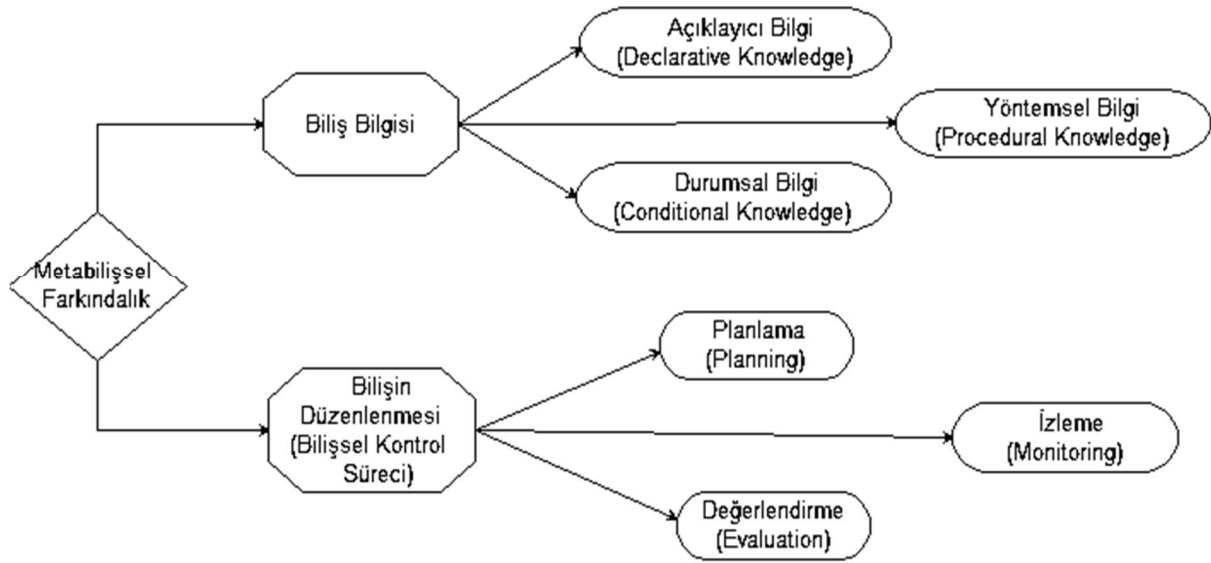 Açıklayıcı Bilgi
(Declarative Knowledge)
Biliş Bilgisi
Yöntemsel Bilgi
(Procedural Knowledge)
Durumsal Bilgi
(Conditional Knowledge)
Metabilişsel
Farkındalık
Planlama
(Planning)
Bilişin
Düzenlenmesi
(Bilişsel Kontrol
Süreci)
İzleme
(Monitoring)
Değerlendirme
(Evaluation)